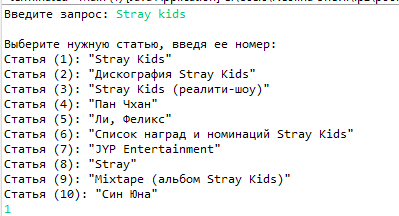 Введите запрос: Stray kids
Выберите нужную статью, введя ее номер:
Статья (1): "Stray Kids"
Статья (2): "Дискография Stray Kids"
Статья (3): "Stray Kids (реалити-шоу)"
Статья (4): "Пан Чхан"
Статья (5): "Ли, Феликс"
Статья (6): "Список наград и номинаций Stray Kids"
Статья (7): "JYP Entertainment"
Статья (8): "Stray"
Статья (9): "Mixtape (альбом Stray Kids)"
Статья (10): "Син Юна"
1